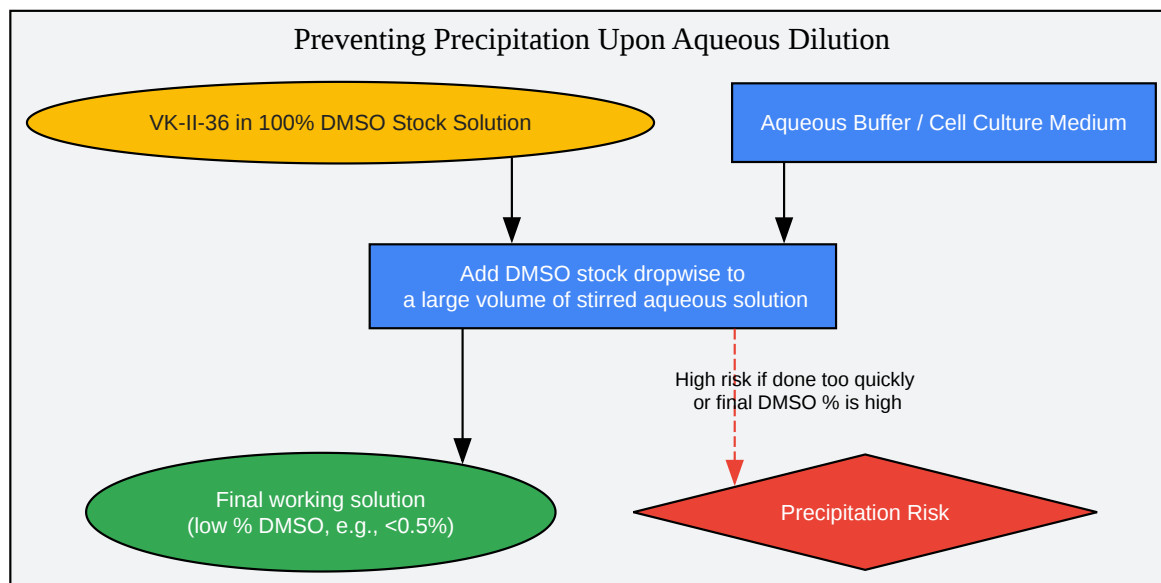 Preventing Precipitation Upon Aqueous Dilution
VK-II-36 in 100% DMSO Stock Solution
Aqueous Buffer / Cell Culture Medium
Add DMSO stock dropwise to
a large volume of stirred aqueous solution
High risk if done too quickly
or final DMSO % is high
Final working solution
(low % DMSO, e.g., <0.5%)
Precipitation Risk